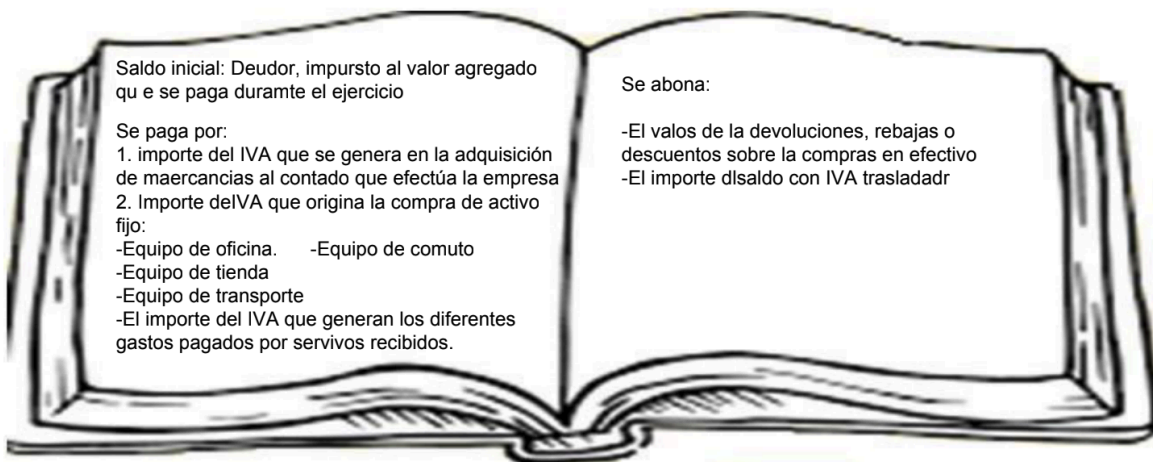 Saldo inicial: Deudor, impursto al valor agregado
qu e se paga duramte el ejercicio
Se paga por:
1. importe del IVA que se genera en la adquisición
de maercancias al contado que efectúa la empresa
2. Importe delVA que origina la compra de activo
fijo:
-Equipo de oficina. -Equipo de comuto
-Equipo de tienda
-Equipo de transporte
-El importe del IVA que generan los diferentes
gastos pagados por servivos recibidos.
Se abona:
-El valos de la devoluciones, rebajas o
descuentos sobre la compras en efectivo
-El importe dlsaldo con IVA trasladadr